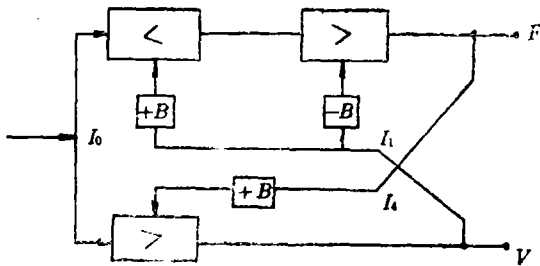 < > F
+B -B
I₀ I₁
+B I₄
> V